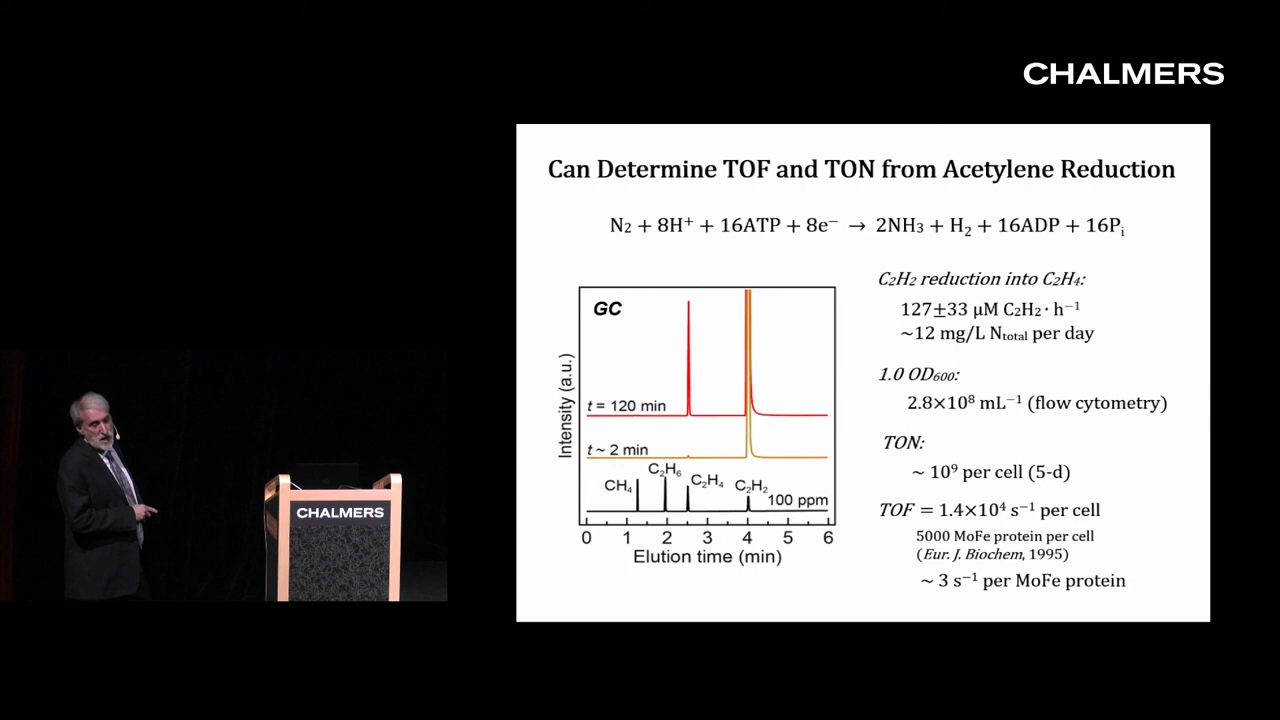 CHALMERS
Can Determine TOF and TON from Acetylene Reduction
N₂ + 8H⁺ + 16ATP + 8e⁻ → 2NH₃ + H₂ + 16ADP + 16Pᵢ
C₂H₂ reduction into C₂H₄:
127±33 μM C₂H₂ · h⁻¹
~12 mg/L Nₜₒₜₐₗ per day
1.0 OD₆₀₀:
2.8×10⁸ mL⁻¹ (flow cytometry)
TON:
~ 10⁹ per cell (5-d)
TOF = 1.4×10⁴ s⁻¹ per cell
5000 MoFe protein per cell
(Eur. J. Biochem, 1995)
~ 3 s⁻¹ per MoFe protein
GC
Intensity (a.u.)
t = 120 min
t ~ 2 min
CH₄
C₂H₆
C₂H₄
C₂H₂
100 ppm
0 1 2 3 4 5 6
Elution time (min)
CHALMERS